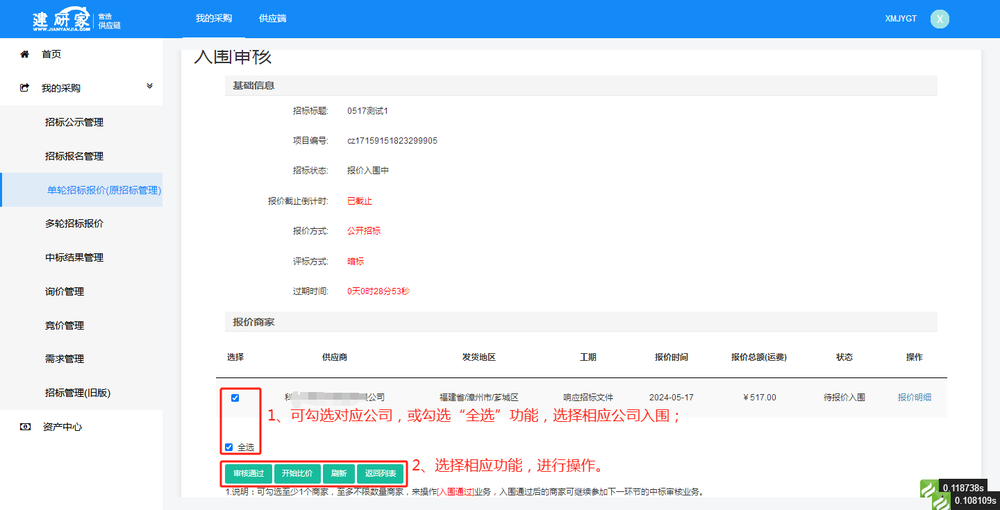 建研家
WWW.JIANYANJIA.COM
营造
供应链
我的采购
供应端
XMJYGT
X
首页
我的采购
招标公示管理
招标报名管理
单轮招标报价(原招标管理)
多轮招标报价
中标结果管理
询价管理
竞价管理
需求管理
招标管理(旧版)
资产中心
入围审核
基础信息
招标标题: 0517测试1
项目编号: cz17159151823299905
招标状态: 报价入围中
报价截止倒计时: 已截止
报价方式: 公开招标
评标方式: 暗标
过期时间: 0天0时28分53秒
报价商家
选择 供应商 发货地区 工期 报价时间 报价总额(运费) 状态 操作
科 公司 福建省/漳州市/芗城区 响应招标文件 2024-05-17 ￥517.00 待报价入围 报价明细
1、可勾选对应公司，或勾选“全选”功能，选择相应公司入围；
全选
2、选择相应功能，进行操作。
审核通过 开始比价 刷新 返回列表
1.说明：可勾选至少1个商家，至多不限数量商家，来操作[入围通过]业务，入围通过后的商家可继续参加下一环节的中标审核业务。
0.118738s
0.108109s